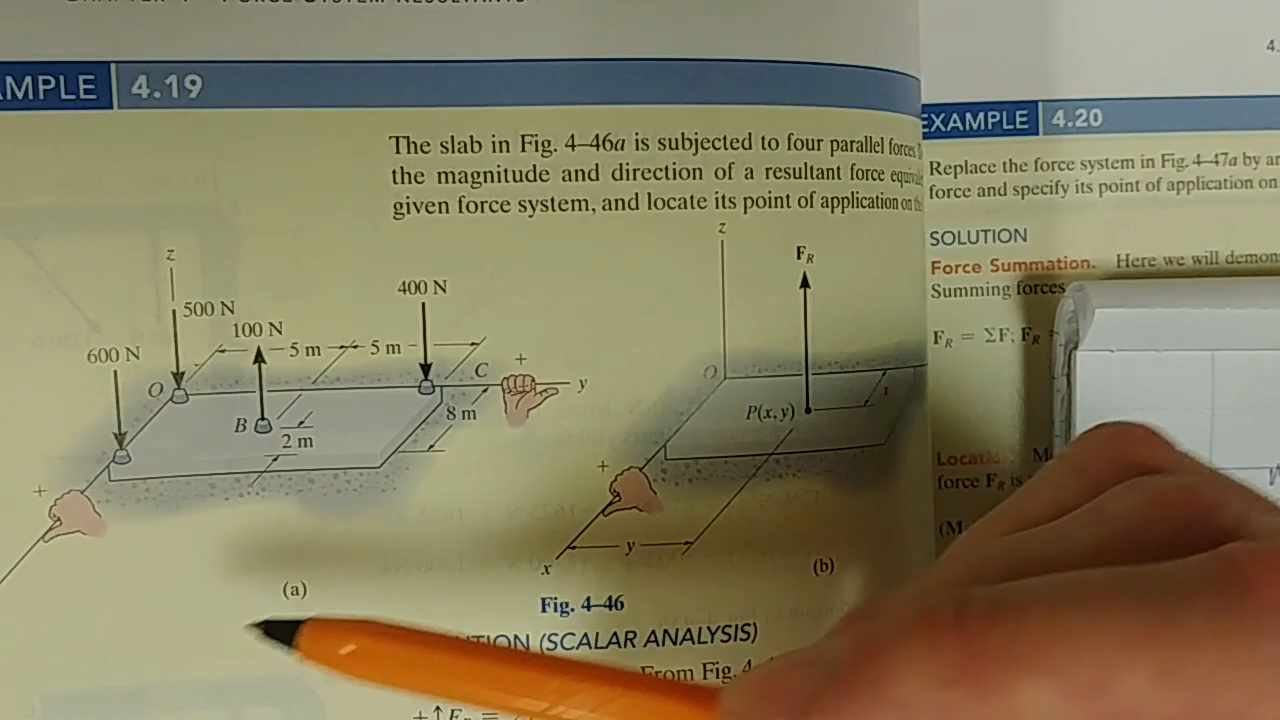 4.
AMPLE 4.19
The slab in Fig. 4–46a is subjected to four parallel forces.
the magnitude and direction of a resultant force
given force system, and locate its point of application on
z
500 N
100 N
400 N
600 N
5 m
5 m
O
C
+
y
B
8 m
2 m
+
(a)
z
F_R
O
P(x, y)
x
+
y
x
(b)
Fig. 4–46
(SCALAR ANALYSIS)
From Fig. 4
+↑F_R =
EXAMPLE 4.20
Replace the force system in Fig. 4–47a by an
force and specify its point of application on
SOLUTION
Force Summation. Here we will demon
Summing forces
F_R = ΣF; F_R
force F_R is
(M